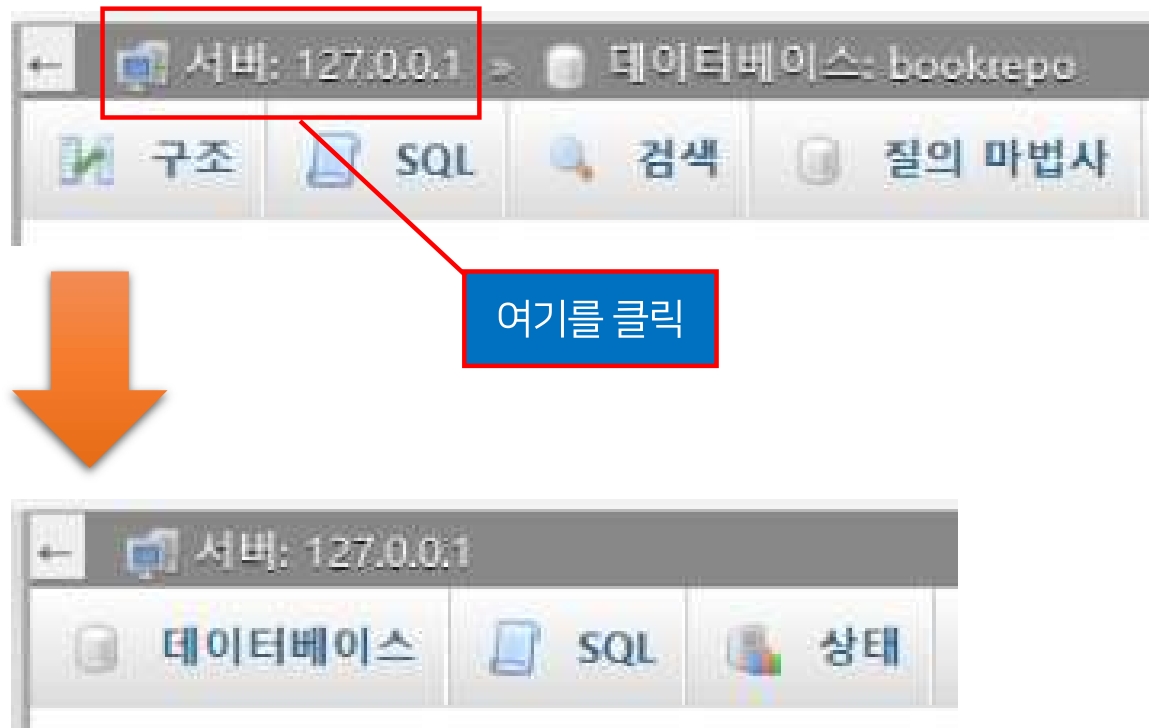 ← 서버: 127.0.0.1 » 데이터베이스: bookrepo
구조 SQL 검색 질의 마법사
여기를 클릭
← 서버: 127.0.0.1
데이터베이스 SQL 상태